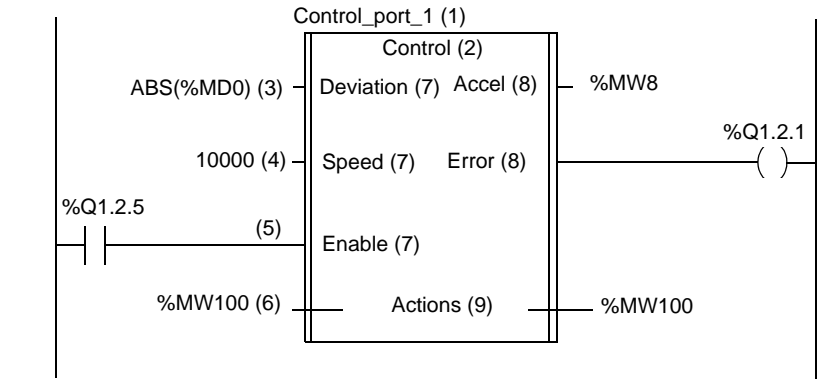 Control_port_1 (1)
Control (2)
ABS(%MD0) (3) Deviation (7) Accel (8) %MW8
%Q1.2.1
10000 (4) Speed (7) Error (8)
%Q1.2.5
(5)
Enable (7)
%MW100 (6) Actions (9) %MW100